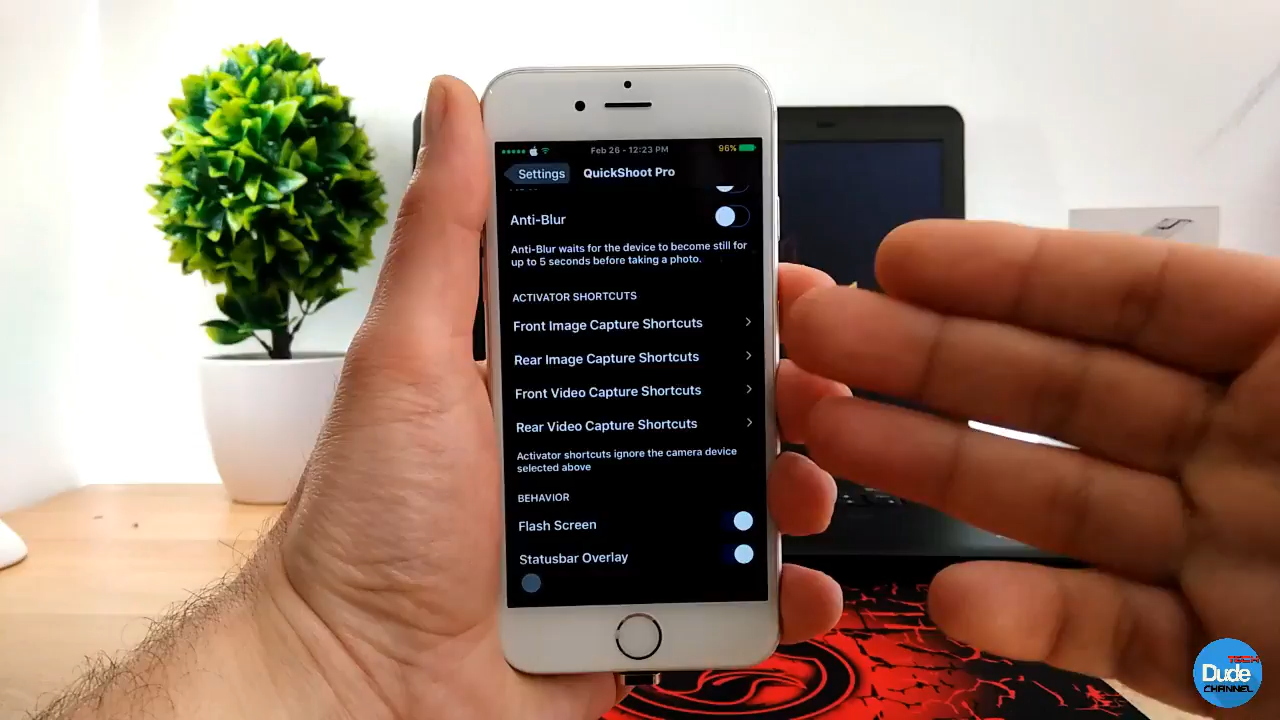 Feb 26 - 12:23 PM
96%
Settings
QuickShoot Pro
Anti-Blur
Anti-Blur waits for the device to become still for
up to 5 seconds before taking a photo.
ACTIVATOR SHORTCUTS
Front Image Capture Shortcuts
Rear Image Capture Shortcuts
Front Video Capture Shortcuts
Rear Video Capture Shortcuts
Activator shortcuts ignore the camera device
selected above
BEHAVIOR
Flash Screen
Statusbar Overlay
TECH
Dude
CHANNEL